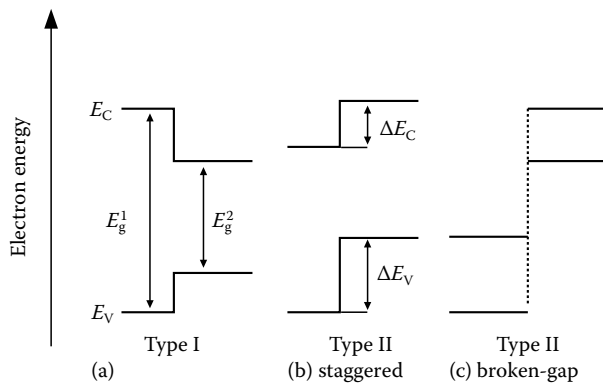 Electron energy
E_C
E_g^1
E_g^2
E_V
Type I
(a)
ΔE_C
ΔE_V
Type II
(b) staggered
Type II
(c) broken-gap